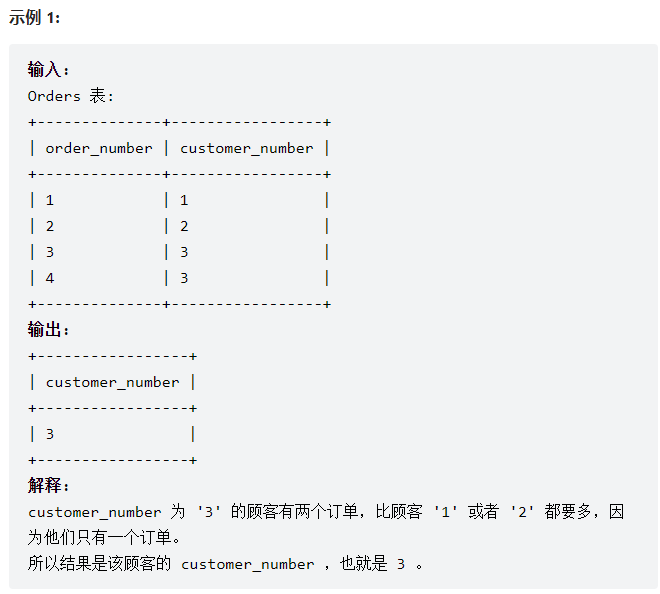 示例 1:
输入:
Orders 表:
+--------------+-----------------+
| order_number | customer_number |
+--------------+-----------------+
| 1            | 1               |
| 2            | 2               |
| 3            | 3               |
| 4            | 3               |
+--------------+-----------------+
输出:
+-----------------+
| customer_number |
+-----------------+
| 3               |
+-----------------+
解释:
customer_number 为 '3' 的顾客有两个订单，比顾客 '1' 或者 '2' 都要多，因
为他们只有一个订单。
所以结果是该顾客的 customer_number ，也就是 3 。